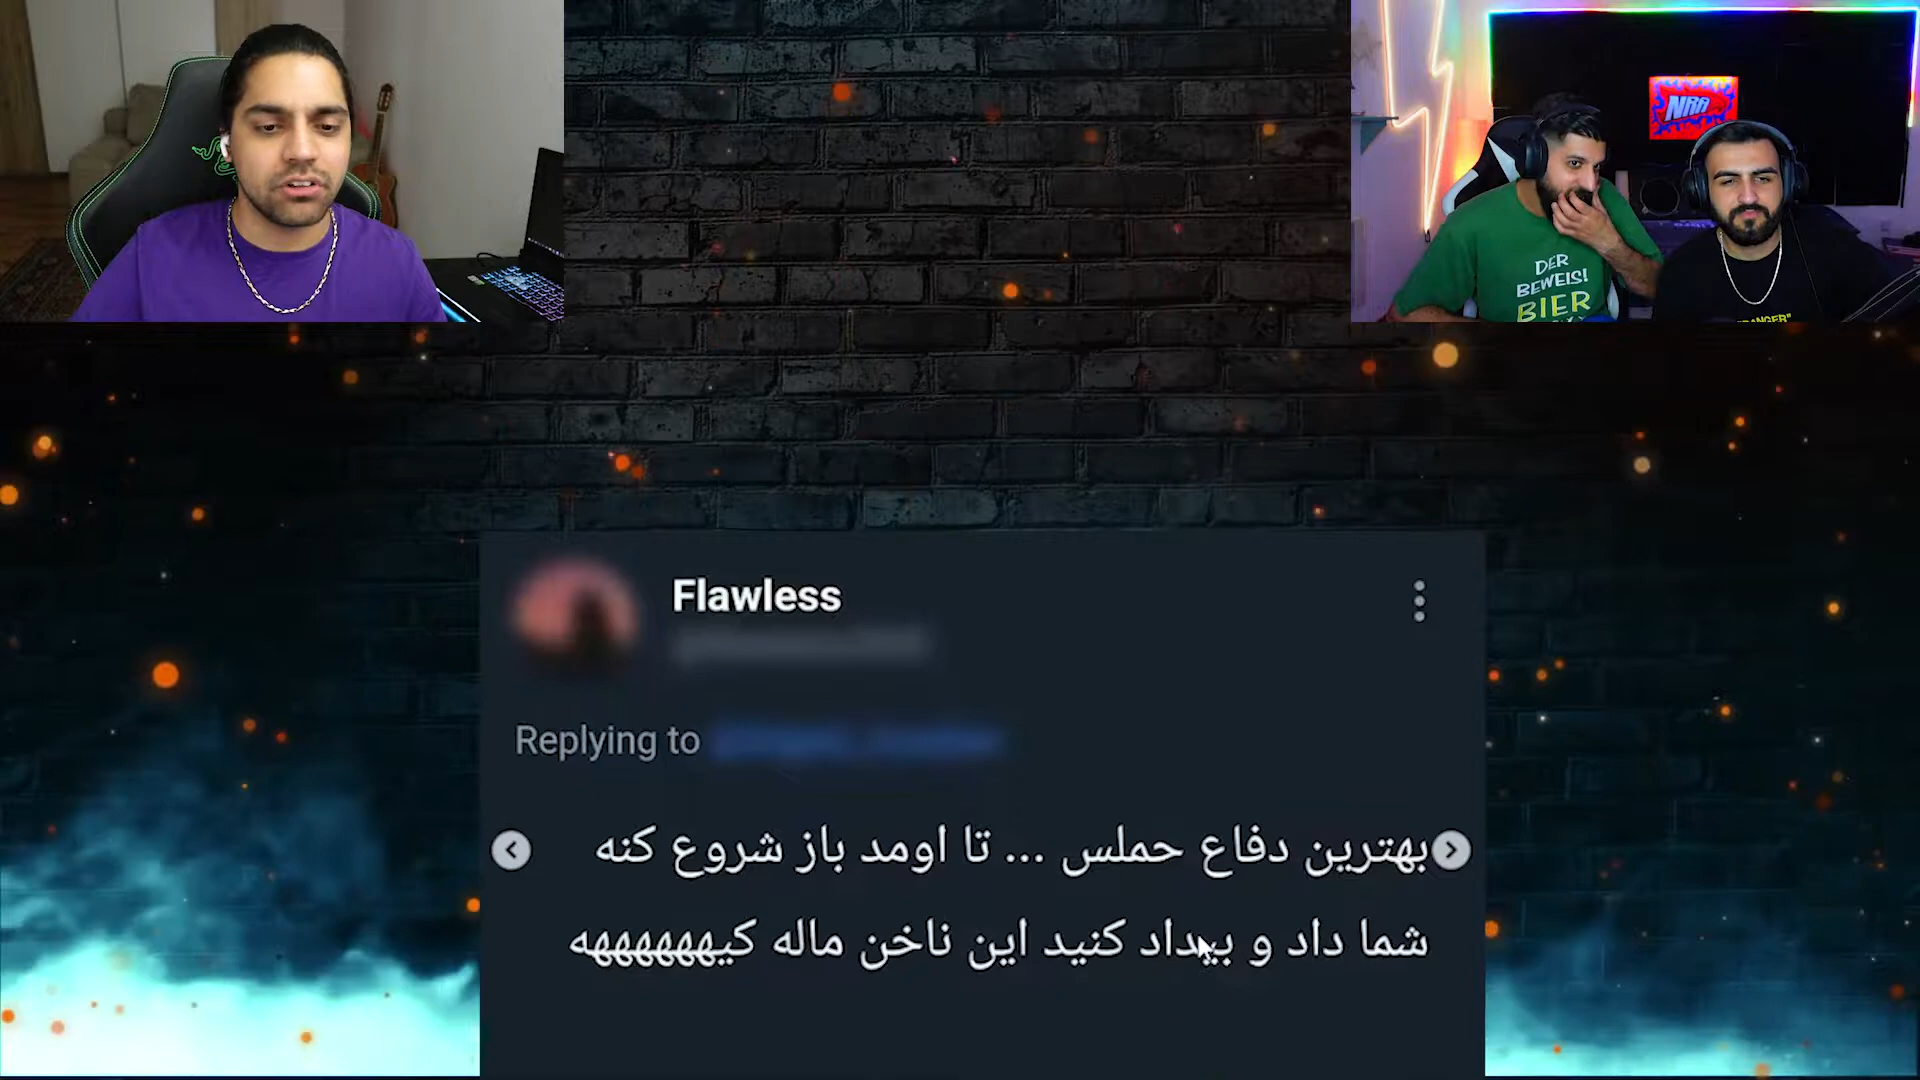 NRA
DER
BEWEIS!
BIER
Flawless
Replying to
بهترین دفاع حملس ... تا اومد باز شروع کنه
شما داد و بیداد کنید این ناخن ماله کیههههههه